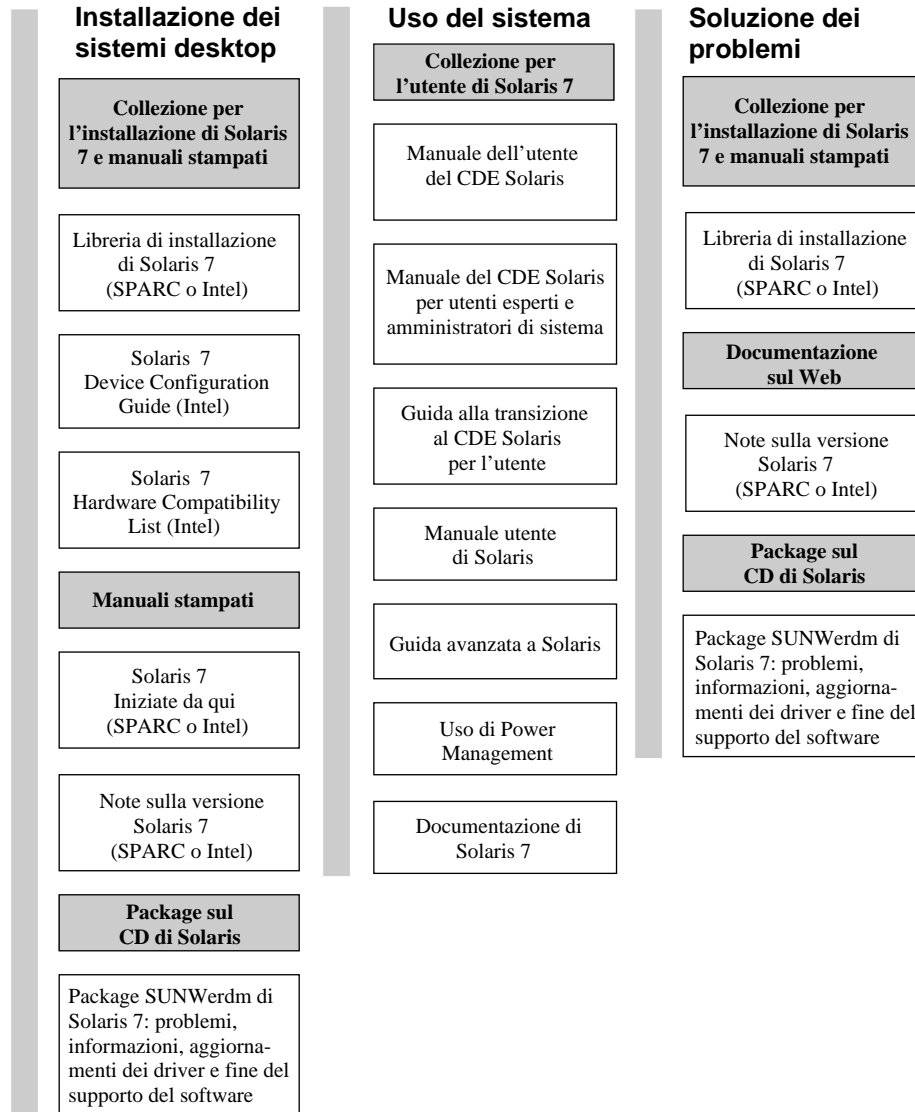 Installazione dei
sistemi desktop
Collezione per
l'installazione di Solaris
7 e manuali stampati
Libreria di installazione
di Solaris 7
(SPARC o Intel)
Solaris 7
Device Configuration
Guide (Intel)
Solaris 7
Hardware Compatibility
List (Intel)
Manuali stampati
Solaris 7
Iniziate da qui
(SPARC o Intel)
Note sulla versione
Solaris 7
(SPARC o Intel)
Package sul
CD di Solaris
Package SUNWerdm di
Solaris 7: problemi,
informazioni, aggiorna-
menti dei driver e fine del
supporto del software
Uso del sistema
Collezione per
l'utente di Solaris 7
Manuale dell'utente
del CDE Solaris
Manuale del CDE Solaris
per utenti esperti e
amministratori di sistema
Guida alla transizione
al CDE Solaris
per l'utente
Manuale utente
di Solaris
Guida avanzata a Solaris
Uso di Power
Management
Documentazione di
Solaris 7
Soluzione dei
problemi
Collezione per
l'installazione di Solaris
7 e manuali stampati
Libreria di installazione
di Solaris 7
(SPARC o Intel)
Documentazione
sul Web
Note sulla versione
Solaris 7
(SPARC o Intel)
Package sul
CD di Solaris
Package SUNWerdm di
Solaris 7: problemi,
informazioni, aggiorna-
menti dei driver e fine del
supporto del software